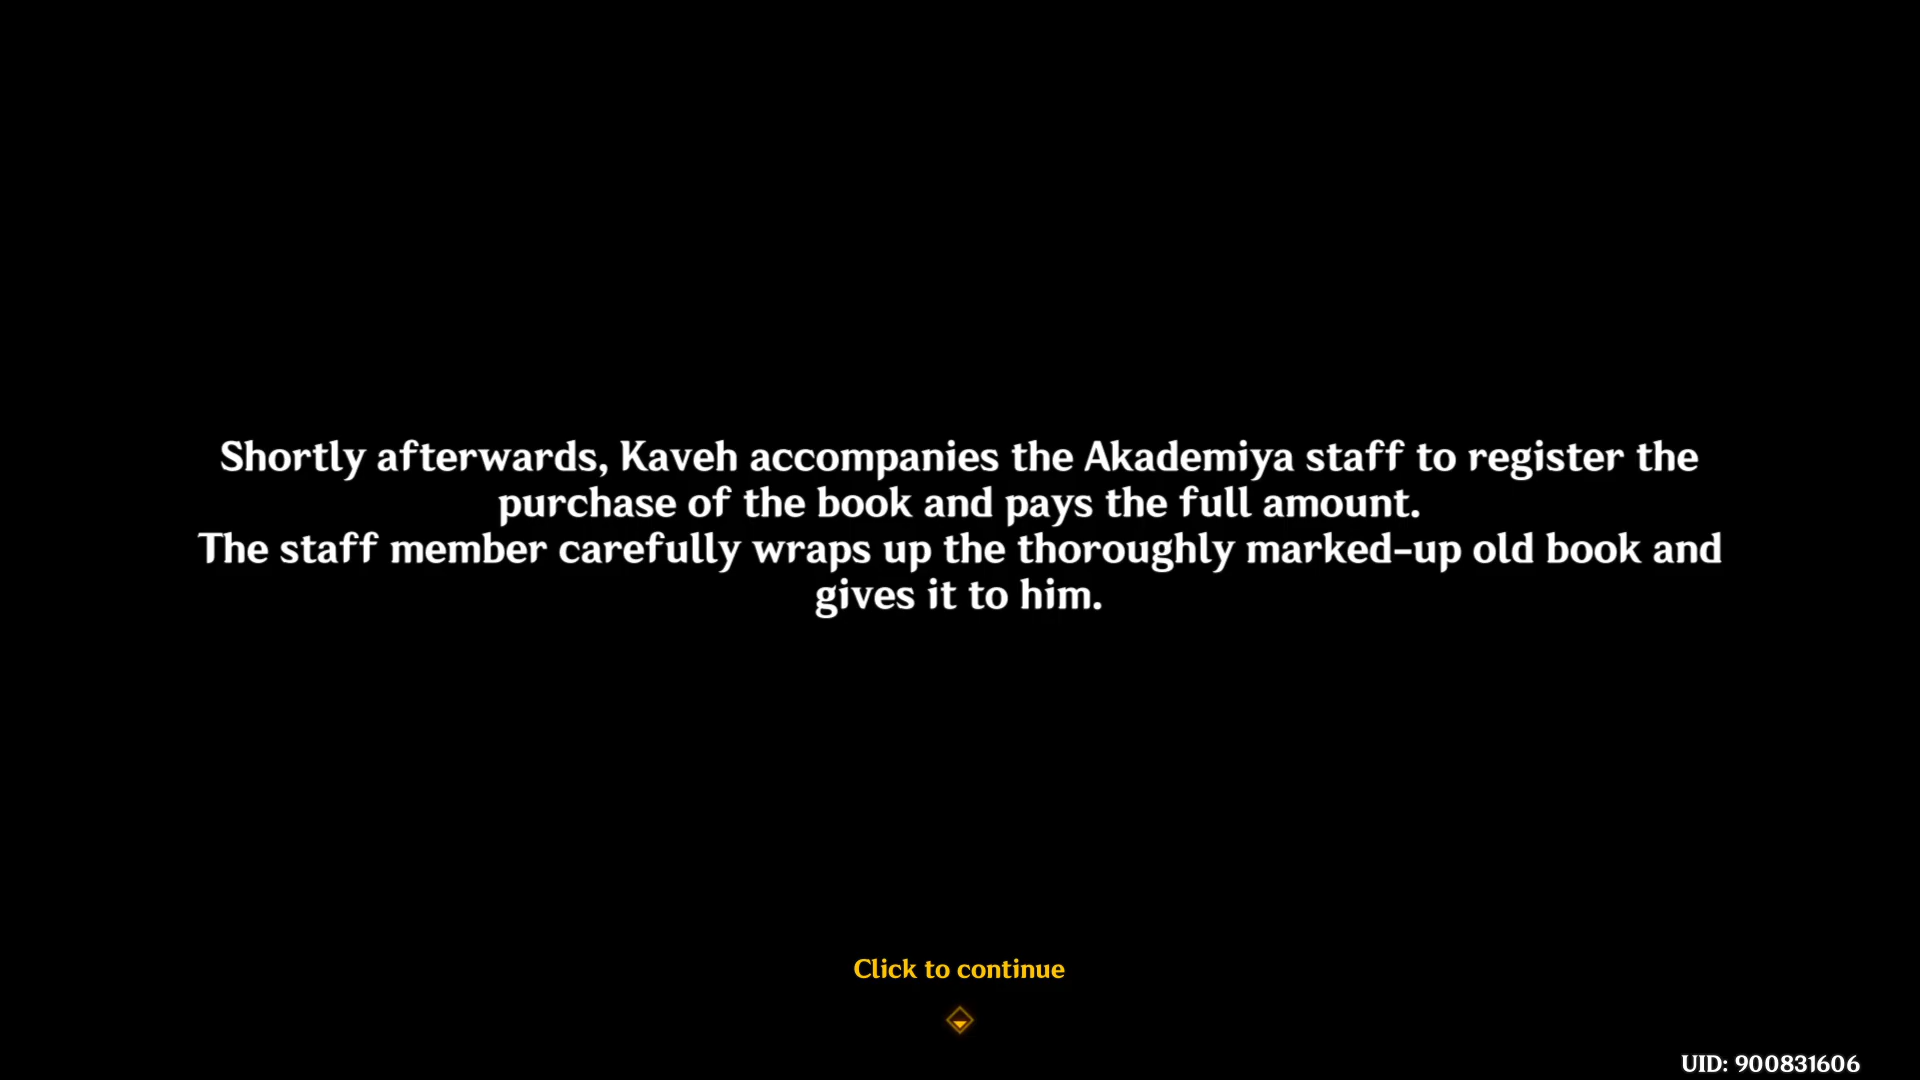 Shortly afterwards, Kaveh accompanies the Akademiya staff to register the
purchase of the book and pays the full amount.
The staff member carefully wraps up the thoroughly marked-up old book and
gives it to him.
Click to continue
UID: 900831606